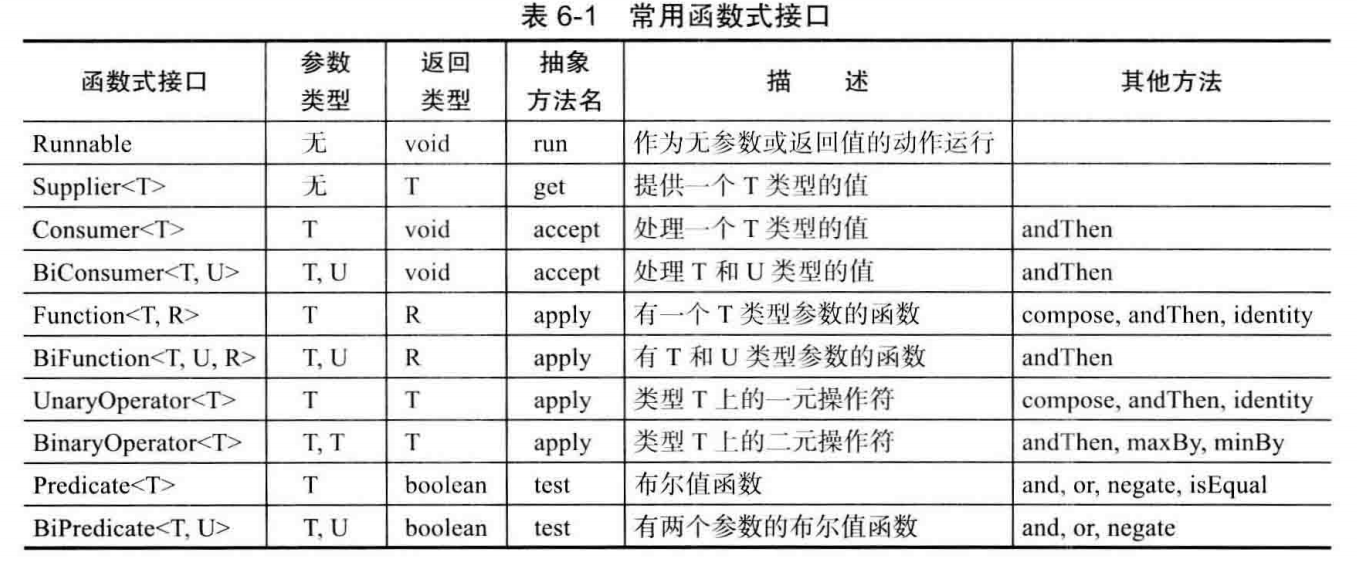 表 6-1 常用函数式接口
函数式接口 参数类型 返回类型 抽象方法名 描 述 其他方法
Runnable 无 void run 作为无参数或返回值的动作运行
Supplier<T> 无 T get 提供一个 T 类型的值
Consumer<T> T void accept 处理一个 T 类型的值 andThen
BiConsumer<T, U> T, U void accept 处理 T 和 U 类型的值 andThen
Function<T, R> T R apply 有一个 T 类型参数的函数 compose, andThen, identity
BiFunction<T, U, R> T, U R apply 有 T 和 U 类型参数的函数 andThen
UnaryOperator<T> T T apply 类型 T 上的一元操作符 compose, andThen, identity
BinaryOperator<T> T, T T apply 类型 T 上的二元操作符 andThen, maxBy, minBy
Predicate<T> T boolean test 布尔值函数 and, or, negate, isEqual
BiPredicate<T, U> T, U boolean test 有两个参数的布尔值函数 and, or, negate